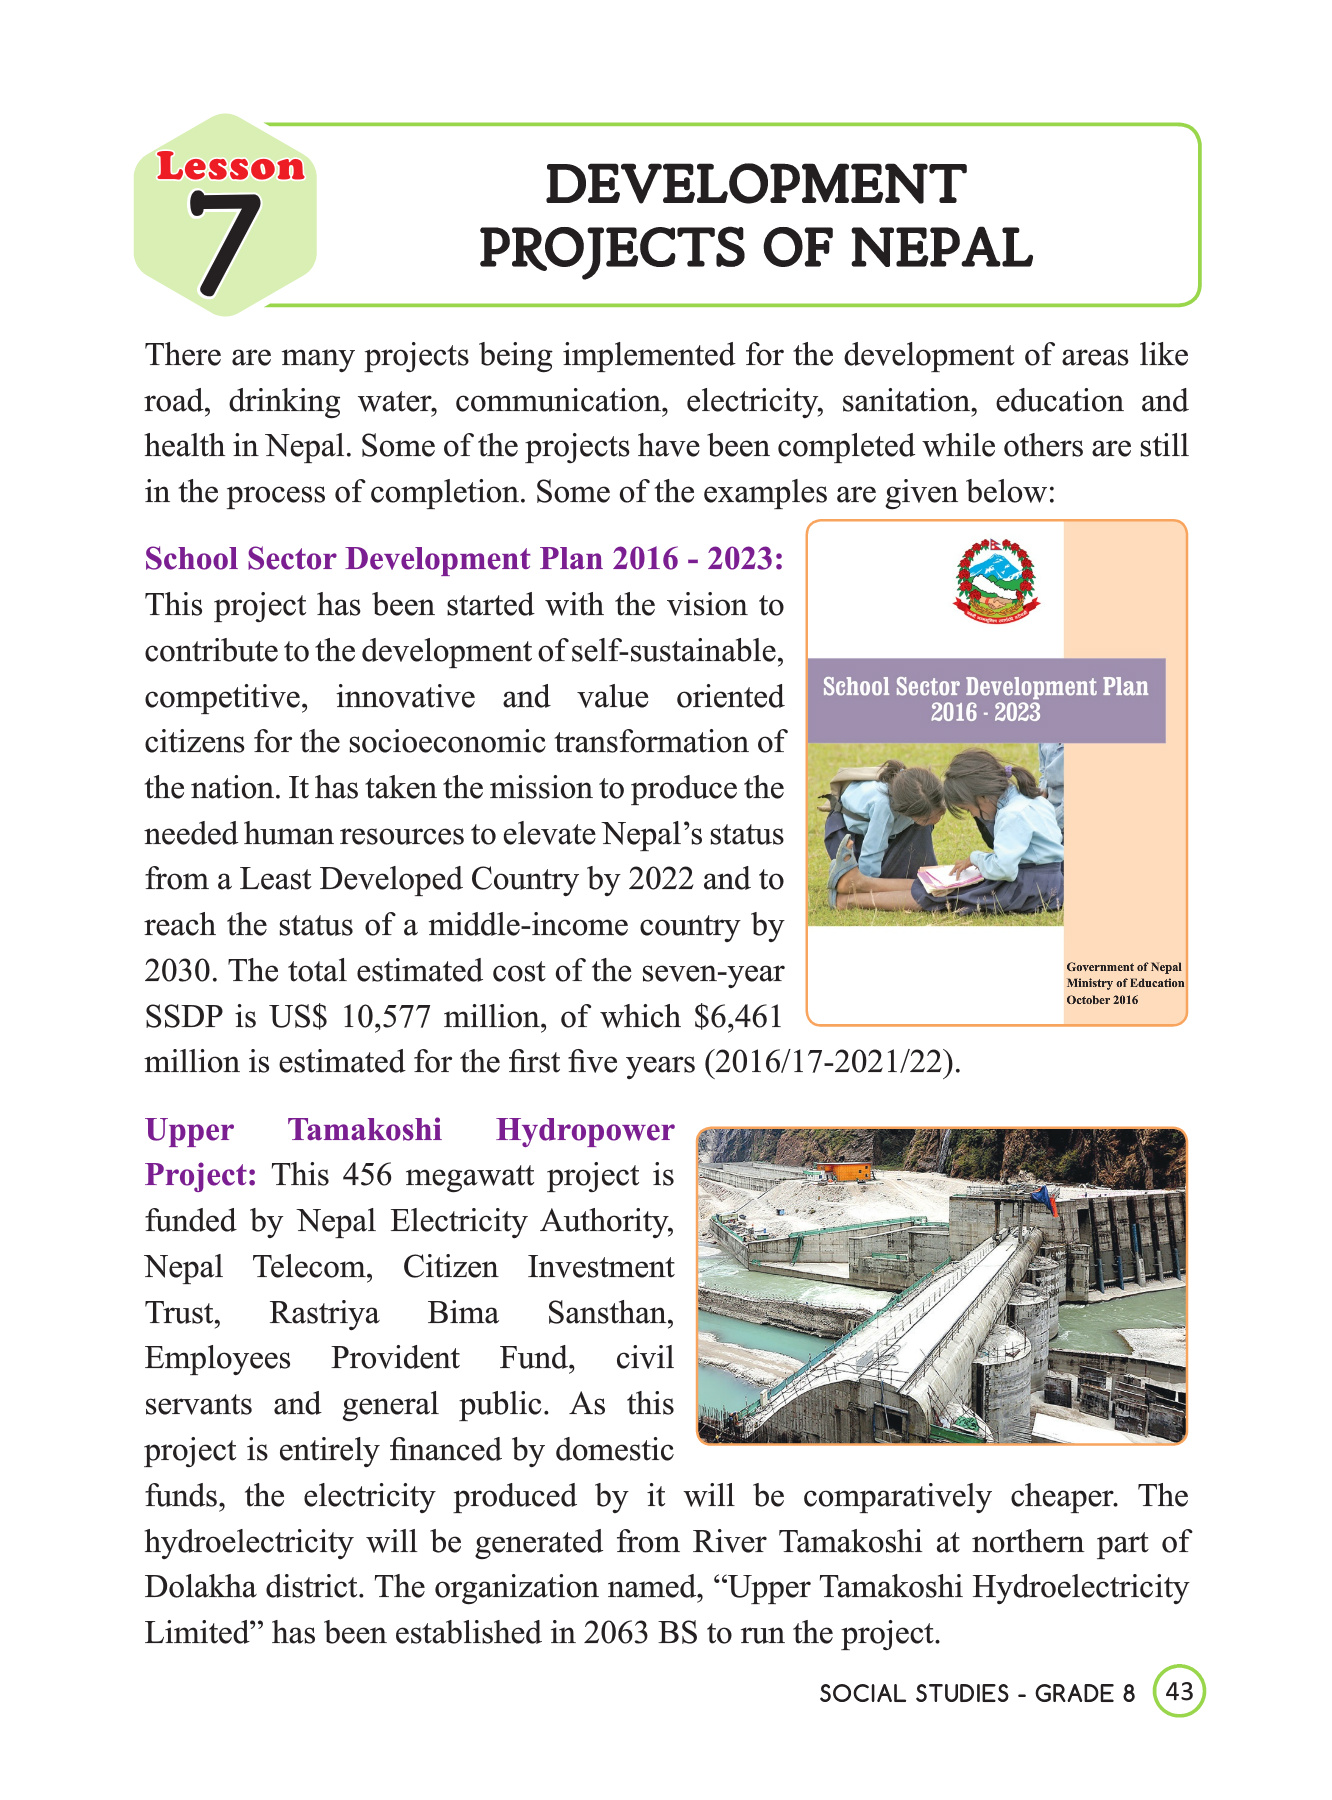 Lesson
7
DEVELOPMENT
PROJECTS OF NEPAL
There are many projects being implemented for the development of areas like
road, drinking water, communication, electricity, sanitation, education and
health in Nepal. Some of the projects have been completed while others are still
in the process of completion. Some of the examples are given below:
School Sector Development Plan 2016 - 2023:
This project has been started with the vision to
contribute to the development of self-sustainable,
competitive, innovative and value oriented
citizens for the socioeconomic transformation of
the nation. It has taken the mission to produce the
needed human resources to elevate Nepal’s status
from a Least Developed Country by 2022 and to
reach the status of a middle-income country by
2030. The total estimated cost of the seven-year
SSDP is US$ 10,577 million, of which $6,461
million is estimated for the first five years (2016/17-2021/22).
School Sector Development Plan
2016 - 2023
Government of Nepal
Ministry of Education
October 2016
Upper Tamakoshi Hydropower
Project: This 456 megawatt project is
funded by Nepal Electricity Authority,
Nepal Telecom, Citizen Investment
Trust, Rastriya Bima Sansthan,
Employees Provident Fund, civil
servants and general public. As this
project is entirely financed by domestic
funds, the electricity produced by it will be comparatively cheaper. The
hydroelectricity will be generated from River Tamakoshi at northern part of
Dolakha district. The organization named, “Upper Tamakoshi Hydroelectricity
Limited” has been established in 2063 BS to run the project.
SOCIAL STUDIES - GRADE 8 43